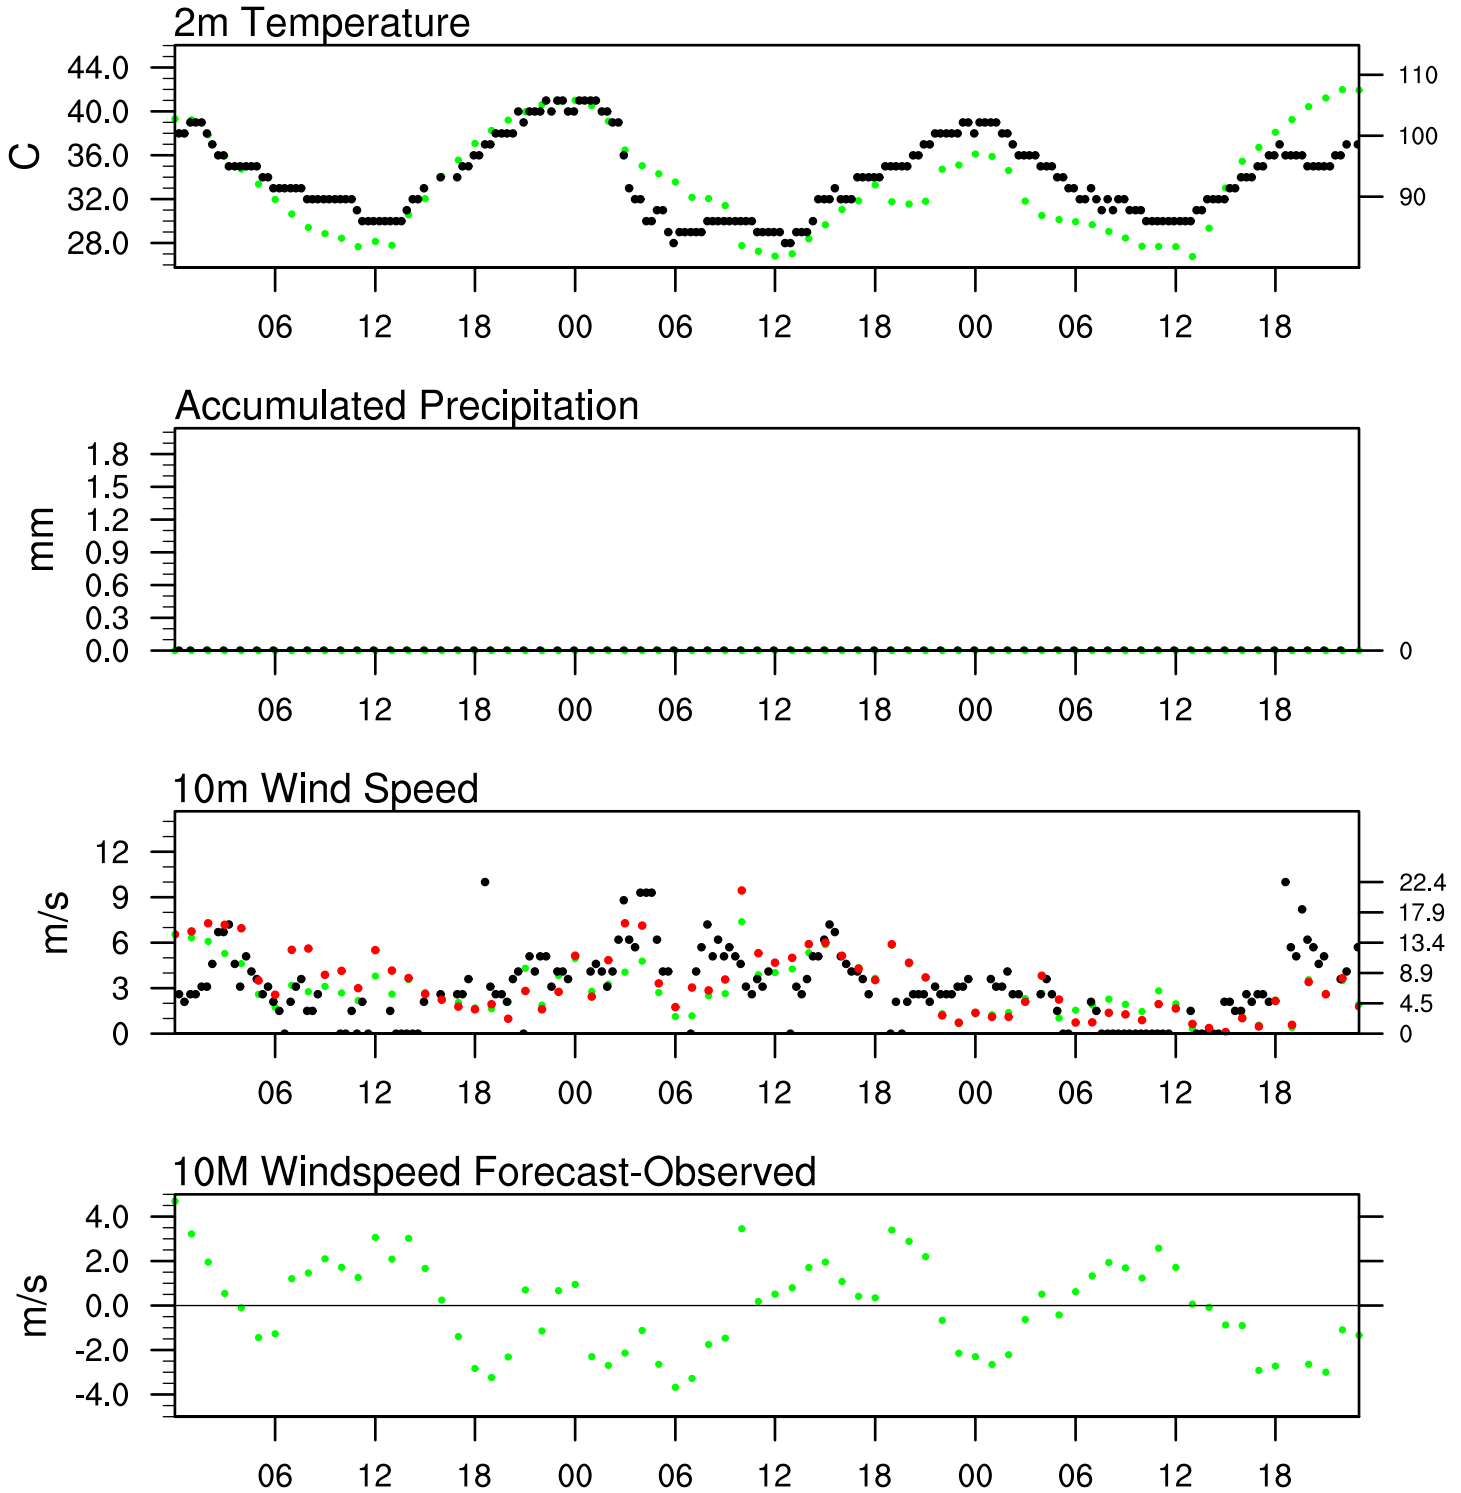 2m Temperature
44.0
40.0
36.0
32.0
28.0
C
110
100
90
06 12 18 00 06 12 18 00 06 12 18
Accumulated Precipitation
1.8
1.5
1.2
0.9
0.6
0.3
0.0
mm
0
06 12 18 00 06 12 18 00 06 12 18
10m Wind Speed
12
9
6
3
0
m/s
22.4
17.9
13.4
8.9
4.5
0
06 12 18 00 06 12 18 00 06 12 18
10M Windspeed Forecast-Observed
4.0
2.0
0.0
-2.0
-4.0
m/s
06 12 18 00 06 12 18 00 06 12 18